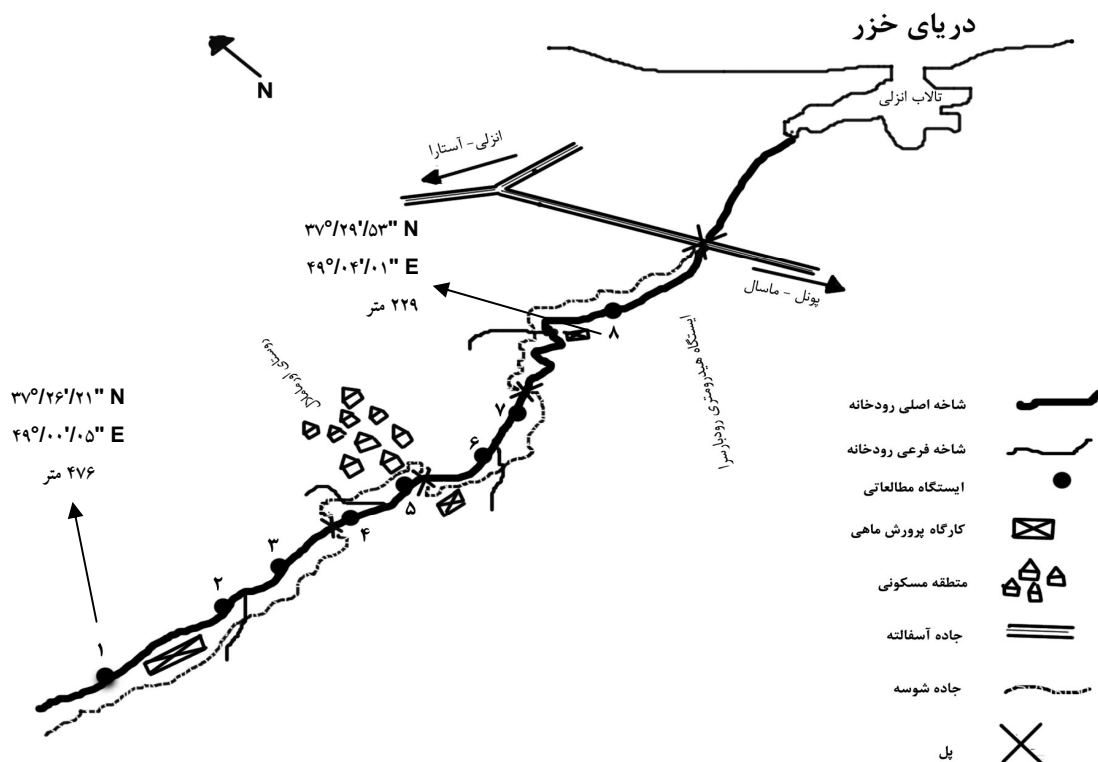 دریای خزر
تالاب انزلی
N
انزلی - آستارا
۳۷°/۲۹'/۵۳" N
۴۹°/۰۴'/۰۱" E
۲۲۹ متر
پونل - ماسال
ایستگاه هیدرومتری رودبارسرا
۸
۷
۶
۵
۴
۳
۲
۱
۳۷°/۲۶'/۲۱" N
۴۹°/۰۰'/۰۵" E
۴۷۶ متر
شاخه اصلی رودخانه
شاخه فرعی رودخانه
ایستگاه مطالعاتی
کارگاه پرورش ماهی
منطقه مسکونی
جاده آسفالته
جاده شوسه
پل
روستای